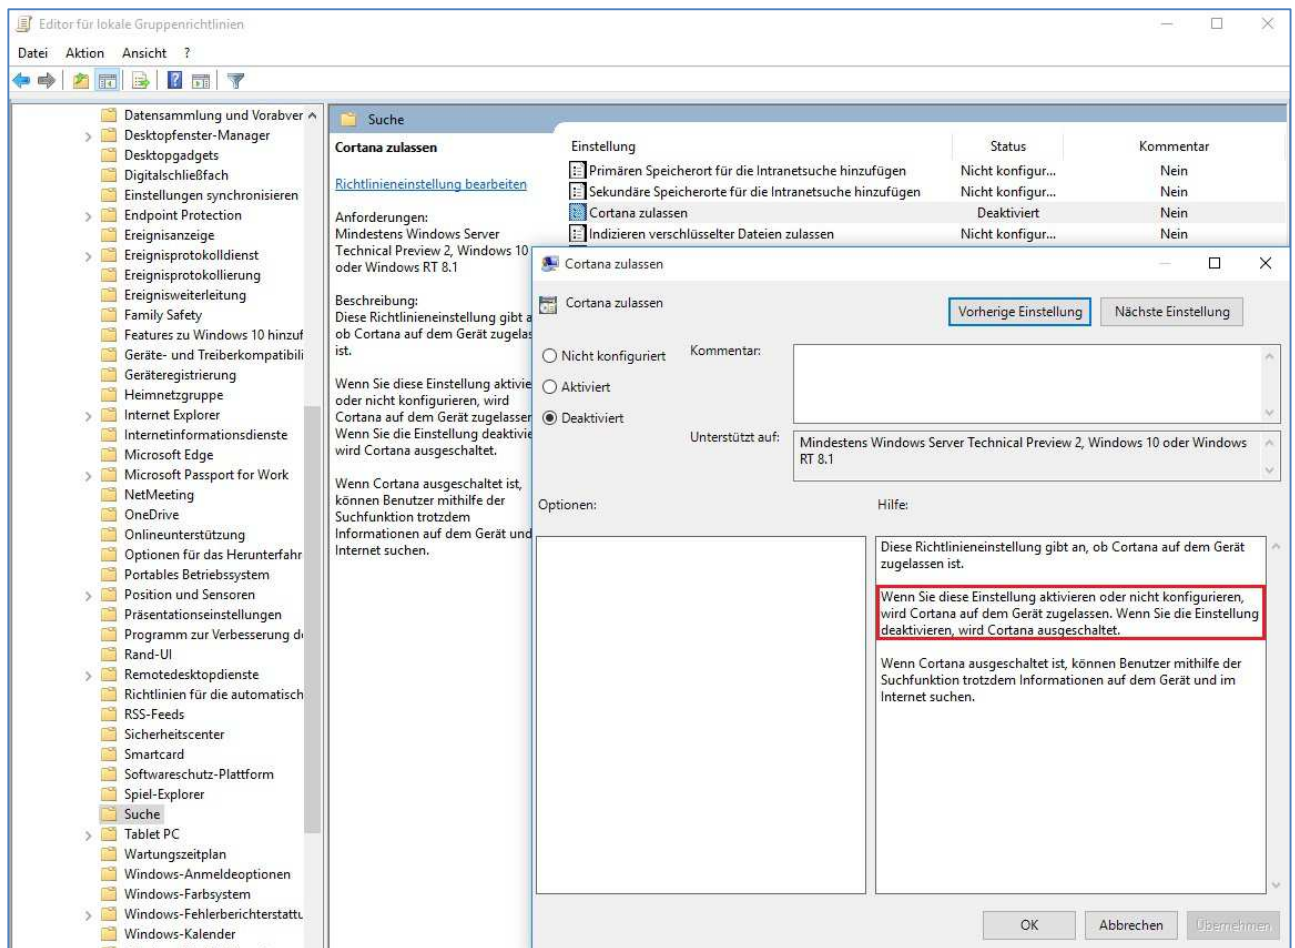 Editor für lokale Gruppenrichtlinien
Datei Aktion Ansicht ?
Datensammlung und Vorabver
Desktopfenster-Manager
Desktopgadgets
Digitalschließfach
Einstellungen synchronisieren
Endpoint Protection
Ereignisanzeige
Ereignisprotokolldienst
Ereignisprotokollierung
Ereignisweiterleitung
Family Safety
Features zu Windows 10 hinzuf
Geräte- und Treiberkompatibili
Geräteregistrierung
Heimnetzgruppe
Internet Explorer
Internetinformationsdienste
Microsoft Edge
Microsoft Passport for Work
NetMeeting
OneDrive
Onlineunterstützung
Optionen für das Herunterfahr
Portables Betriebssystem
Position und Sensoren
Präsentationseinstellungen
Programm zur Verbesserung de
Rand-UI
Remotedesktopdienste
Richtlinien für die automatisch
RSS-Feeds
Sicherheitscenter
Smartcard
Softwareschutz-Plattform
Spiel-Explorer
Suche
Tablet PC
Wartungszeitplan
Windows-Anmeldeoptionen
Windows-Farbsystem
Windows-Fehlerberichterstattu
Windows-Kalender
Suche
Cortana zulassen
Richtlinieneinstellung bearbeiten
Anforderungen:
Mindestens Windows Server
Technical Preview 2, Windows 10
oder Windows RT 8.1
Beschreibung:
Diese Richtlinieneinstellung gibt a
ob Cortana auf dem Gerät zugelas
ist.
Wenn Sie diese Einstellung aktivie
oder nicht konfigurieren, wird
Cortana auf dem Gerät zugelassen
Wenn Sie die Einstellung deaktivie
wird Cortana ausgeschaltet.
Wenn Cortana ausgeschaltet ist,
können Benutzer mithilfe der
Suchfunktion trotzdem
Informationen auf dem Gerät und
Internet suchen.
Einstellung Status Kommentar
Primären Speicherort für die Intranetsuche hinzufügen Nicht konfigur... Nein
Sekundäre Speicherorte für die Intranetsuche hinzufügen Nicht konfigur... Nein
Cortana zulassen Deaktiviert Nein
Indizieren verschlüsselter Dateien zulassen Nicht konfigur... Nein
Cortana zulassen
Cortana zulassen
Vorherige Einstellung Nächste Einstellung
Nicht konfiguriert Kommentar:
Aktiviert
Deaktiviert
Unterstützt auf: Mindestens Windows Server Technical Preview 2, Windows 10 oder Windows
RT 8.1
Optionen: Hilfe:
Diese Richtlinieneinstellung gibt an, ob Cortana auf dem Gerät
zugelassen ist.
Wenn Sie diese Einstellung aktivieren oder nicht konfigurieren,
wird Cortana auf dem Gerät zugelassen. Wenn Sie die Einstellung
deaktivieren, wird Cortana ausgeschaltet.
Wenn Cortana ausgeschaltet ist, können Benutzer mithilfe der
Suchfunktion trotzdem Informationen auf dem Gerät und im
Internet suchen.
OK Abbrechen Übernehmen